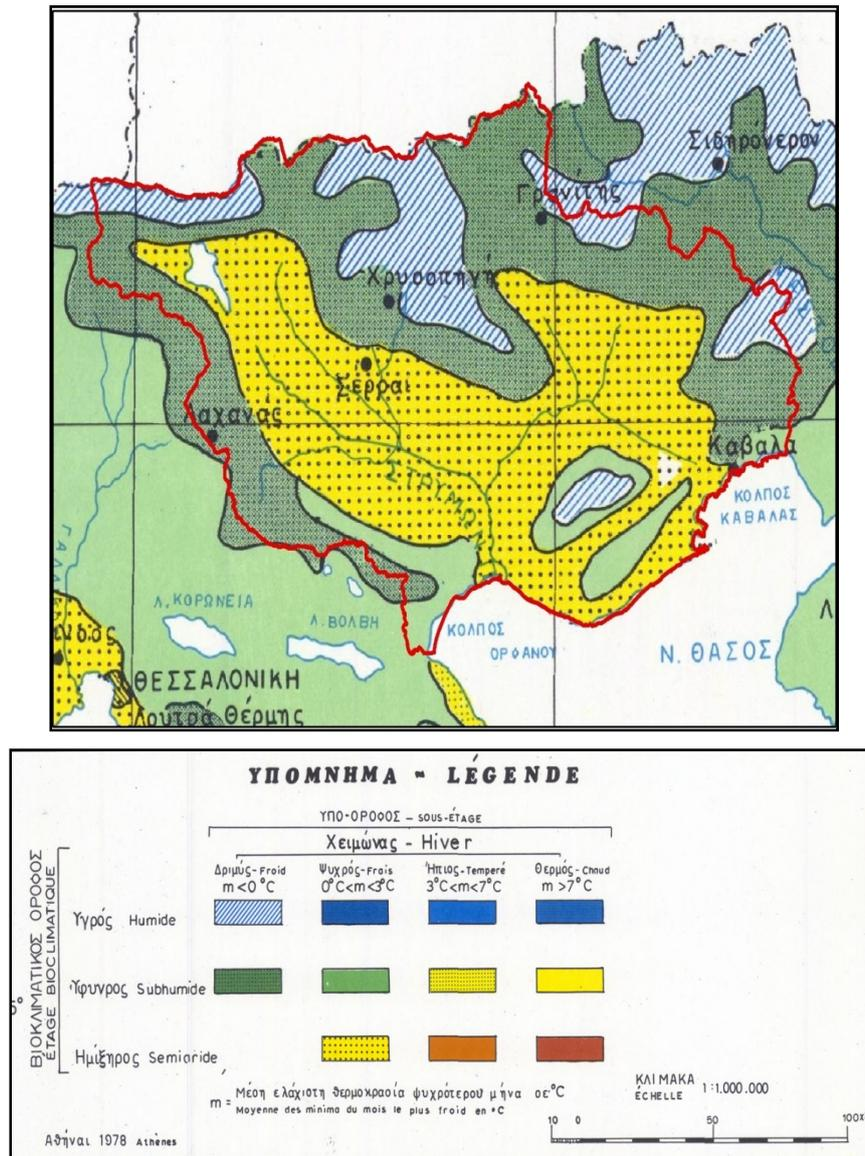 Σιδηρόνερον
Γρανίτης
Χρυσοπηγή
Σέρραι
Λαχανάς
Καβάλα
ΣΤΡΥΜΩΝ
ΚΟΛΠΟΣ
ΚΑΒΑΛΑΣ
Λ. ΚΟΡΩΝΕΙΑ
Λ. ΒΟΛΒΗ
ΚΟΛΠΟΣ
ΟΡΦΑΝΟΥ
Ν. ΘΑΣΟΣ
Λ
ΘΕΣΣΑΛΟΝΙΚΗ
Λουτρά Θέρμης
ΥΠΟΜΝΗΜΑ - LÉGENDE
ΥΠΟ-ΟΡΟΦΟΣ - SOUS-ÉTAGE
Χειμώνας - Hiver
Δριμύς-Froid Ψυχρός-Frais Ήπιος-Temperé Θερμός-Chaud
m<0°C 0°C<m<3°C 3°C<m<7°C m>7°C
ΒΙΟΚΛΙΜΑΤΙΚΟΣ ΟΡΟΦΟΣ
ÉTAGE BIOCLIMATIQUE
Υγρός Humide
Ύφυγρος Subhumide
Ημίξηρος Semiaride
m = Μέση ελάχιστη θερμοκρασία ψυχρότερου μήνα σε °C
Moyenne des minima du mois le plus froid en °C
ΚΛΙΜΑΚΑ
ÉCHELLE 1:1.000.000
10 0 50 100
Αθήναι 1978 Athènes